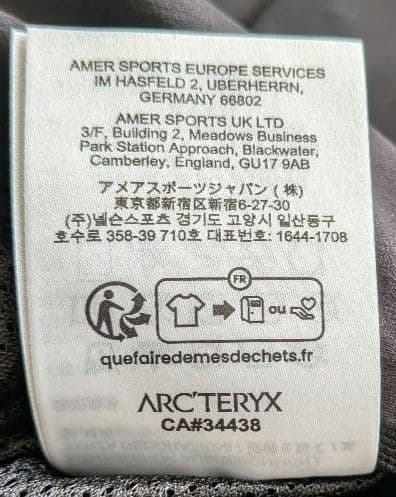 AMER SPORTS EUROPE SERVICES
IM HASFELD 2, UBERHERRN,
GERMANY 66802
AMER SPORTS UK LTD
3/F, Building 2, Meadows Business
Park Station Approach, Blackwater,
Camberley, England, GU17 9AB
アメアスポーツジャパン (株)
東京都新宿区新宿6-27-30
(주)넬슨스포츠 경기도 고양시 일산동구
호수로 358-39 710호 대표번호: 1644-1708
FR
ou
quefairedemesdechets.fr
ARC'TERYX
CA#34438